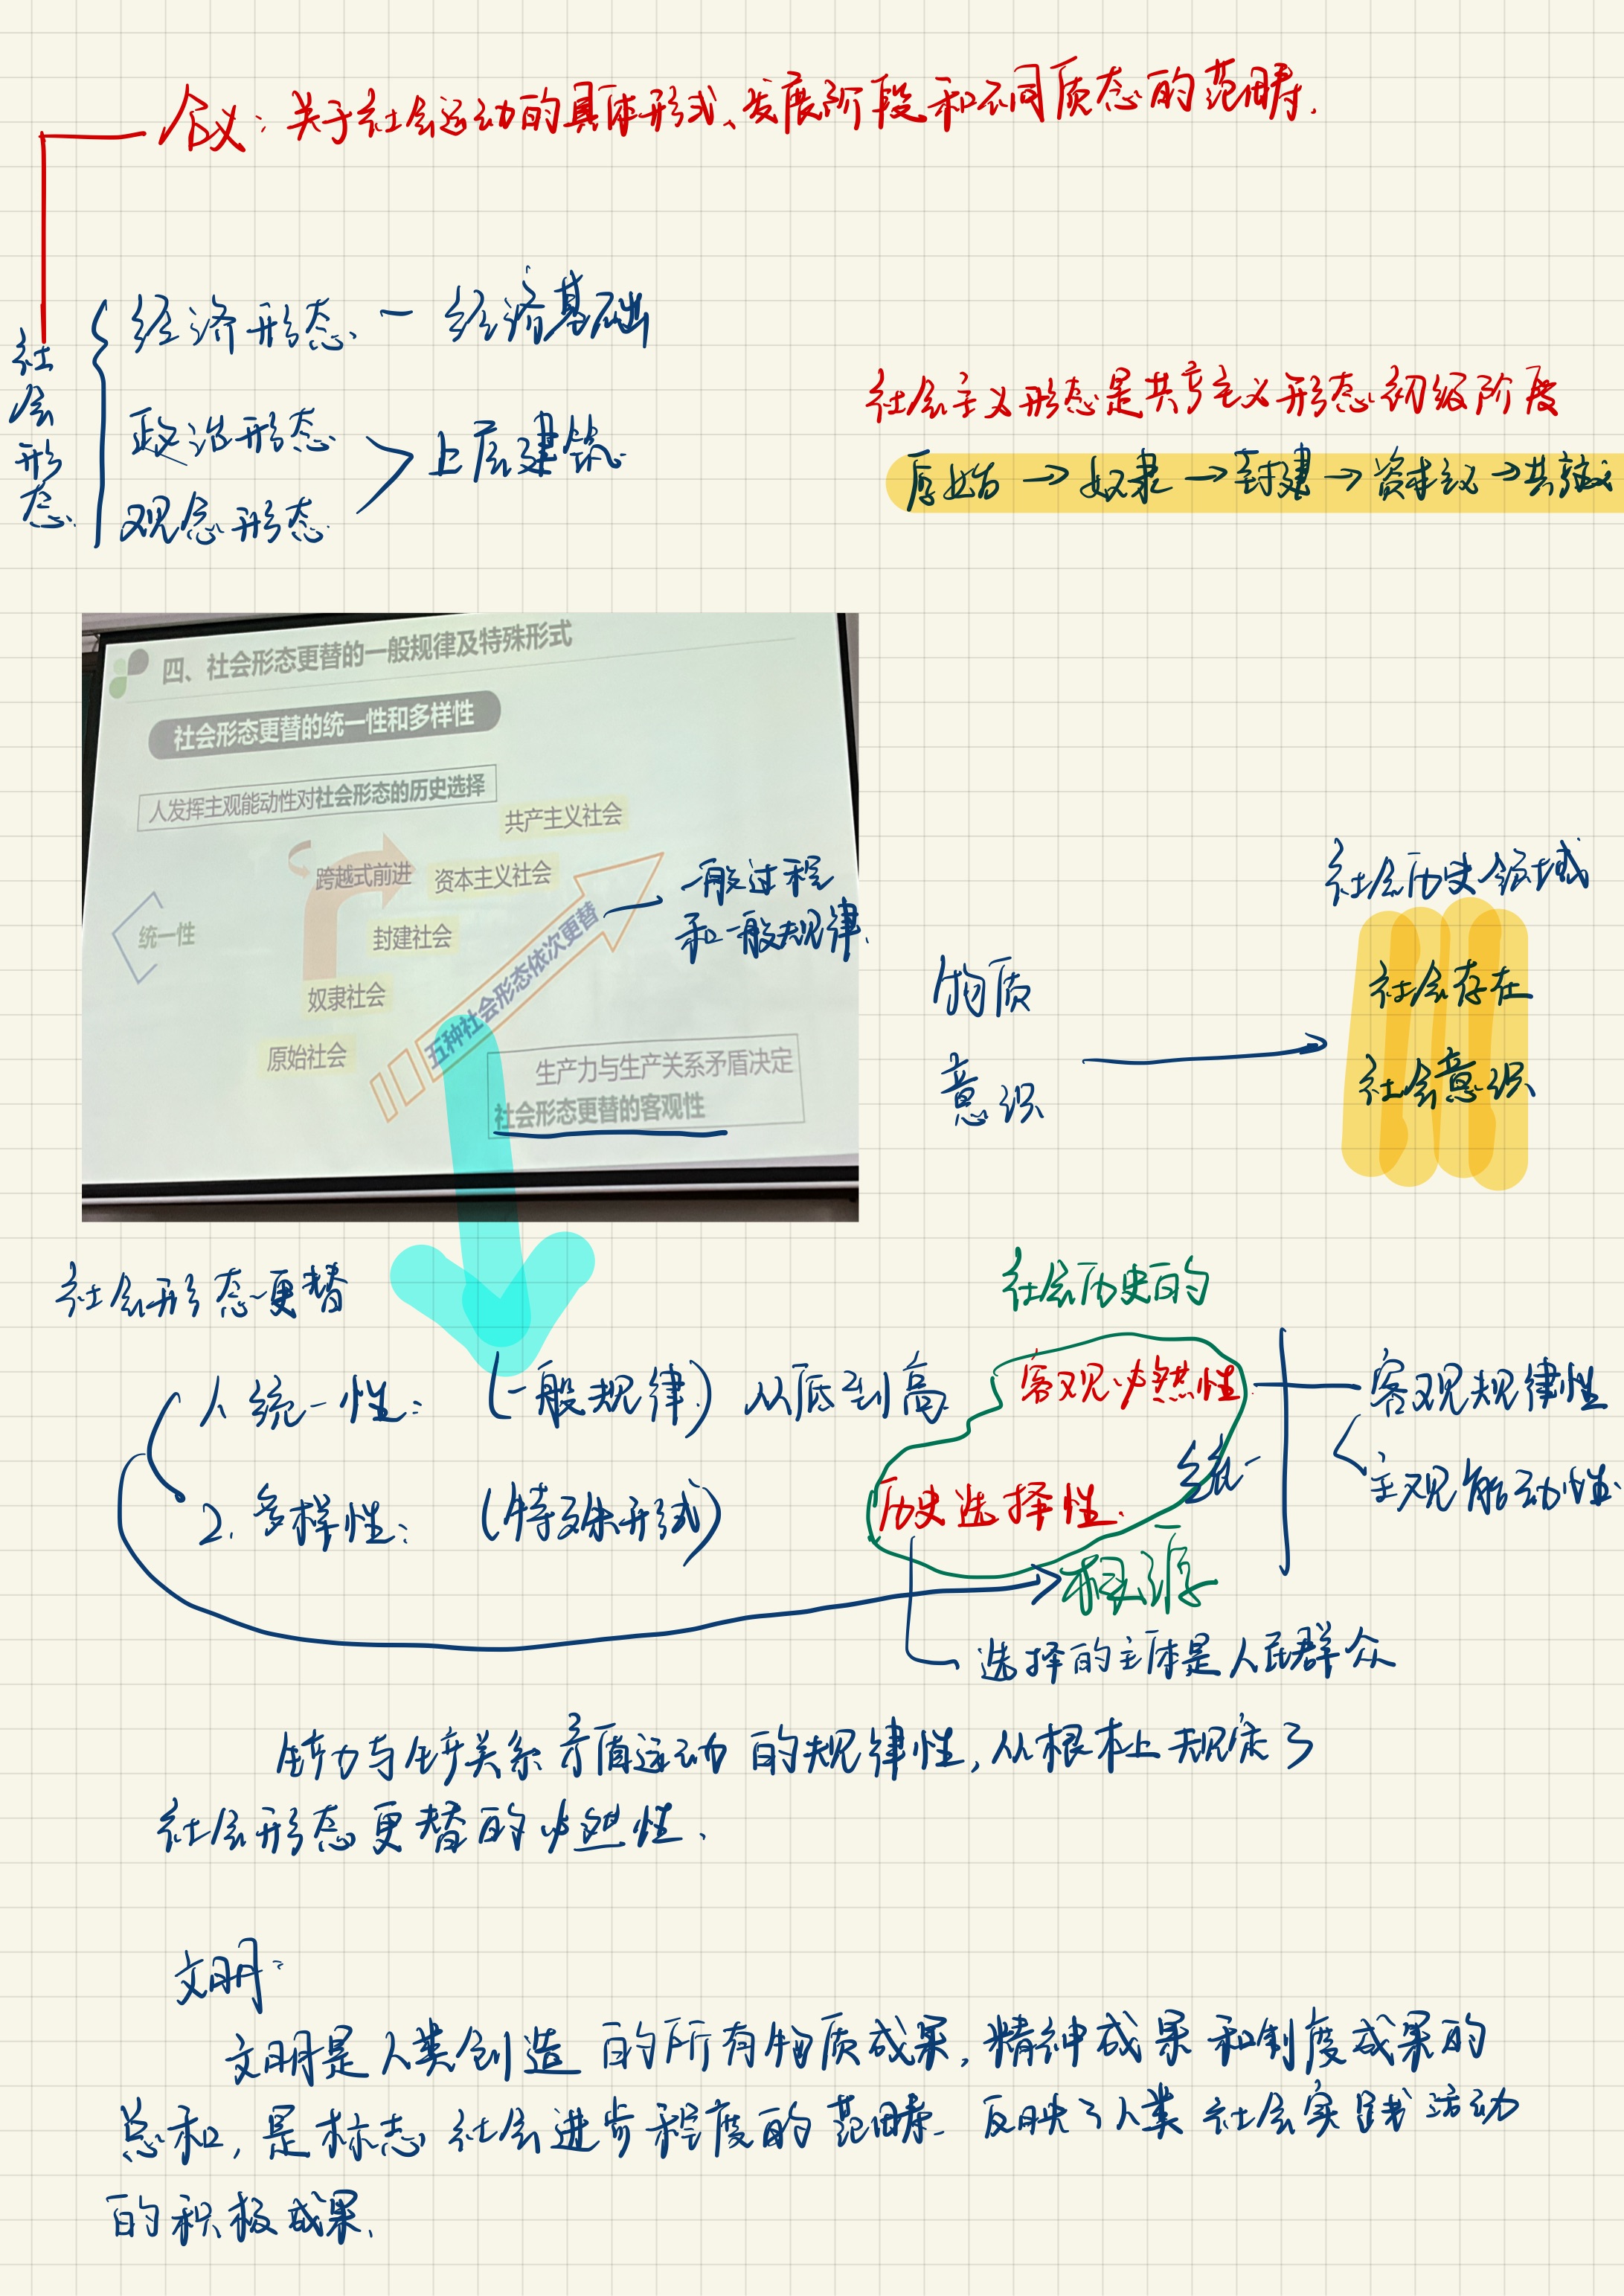 含义：关于社会运动的具体形式、发展阶段和不同质态的范畴.
社会形态
经济形态 — 经济基础
政治形态
上层建筑
观念形态
社会主义形态是共产主义形态初级阶段
原始→奴隶→封建→资本主义→共产主义
四、社会形态更替的一般规律及特殊形式
社会形态更替的统一性和多样性
人发挥主观能动性对社会形态的历史选择
共产主义社会
跨越式前进
资本主义社会
统一性
封建社会
奴隶社会
原始社会
五种社会形态依次更替
生产力与生产关系矛盾决定
社会形态更替的客观性
一般过程
和一般规律.
社会历史领域
物质
意识
社会存在
社会意识
社会形态更替
1. 统一性： (一般规律) 从底到高
2. 多样性： (特殊形式)
社会历史的
客观必然性
统一
历史选择性.
根源
客观规律性
主观能动性.
选择的主体是人民群众
生产力与生产关系矛盾运动的规律性,从根本上规定了
社会形态更替的必然性.
文明:
文明是人类创造的所有物质成果,精神成果和制度成果的
总和,是标志社会进步程度的范畴. 反映了人类社会实践活动
的积极成果.